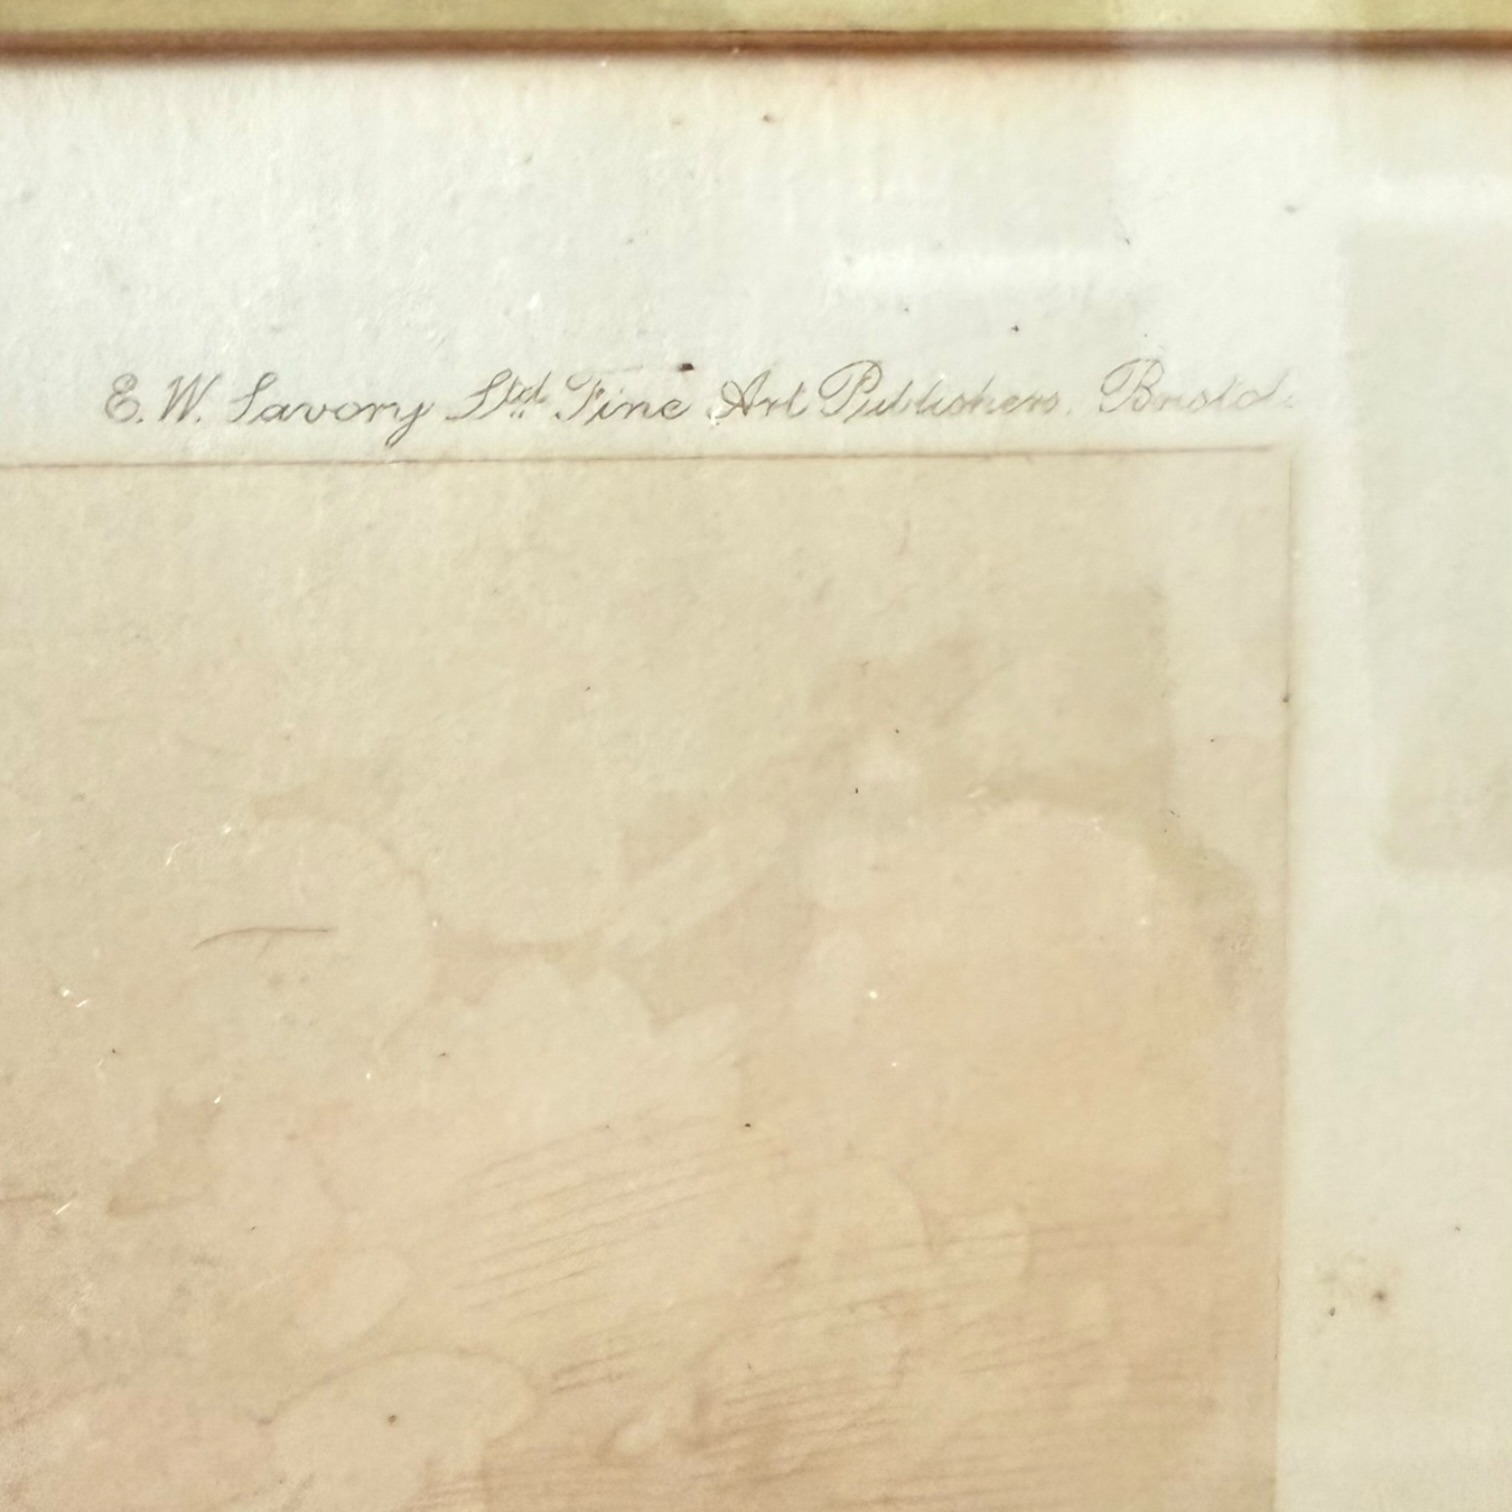 E. W. Savory Ltd. Fine Art Publishers. Bristol.